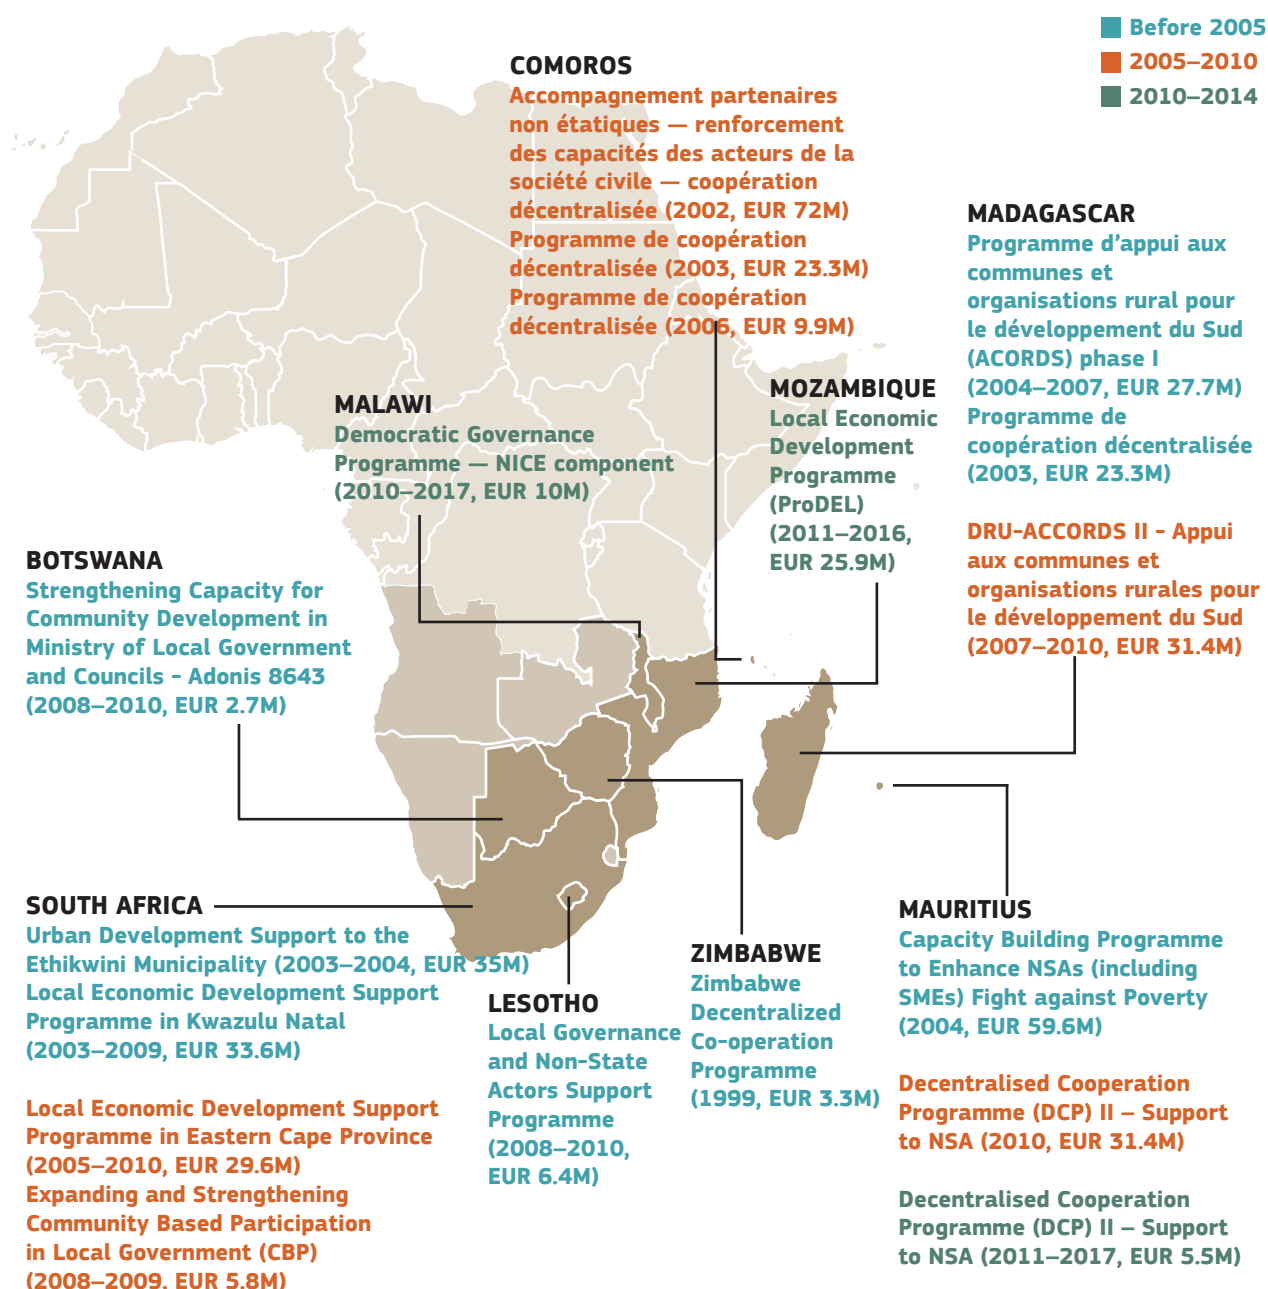 Before 2005
2005–2010
2010–2014
COMOROS
Accompagnement partenaires
non étatiques — renforcement
des capacités des acteurs de la
société civile — coopération
décentralisée (2002, EUR 72M)
Programme de coopération
décentralisée (2003, EUR 23.3M)
Programme de coopération
décentralisée (2006, EUR 9.9M)
MADAGASCAR
Programme d’appui aux
communes et
organisations rural pour
le développement du Sud
(ACORDS) phase I
(2004–2007, EUR 27.7M)
Programme de
coopération décentralisée
(2003, EUR 23.3M)
DRU-ACCORDS II - Appui
aux communes et
organisations rurales pour
le développement du Sud
(2007–2010, EUR 31.4M)
MOZAMBIQUE
Local Economic
Development
Programme
(ProDEL)
(2011–2016,
EUR 25.9M)
MALAWI
Democratic Governance
Programme — NICE component
(2010–2017, EUR 10M)
BOTSWANA
Strengthening Capacity for
Community Development in
Ministry of Local Government
and Councils - Adonis 8643
(2008–2010, EUR 2.7M)
SOUTH AFRICA
Urban Development Support to the
Ethikwini Municipality (2003–2004, EUR 35M)
Local Economic Development Support
Programme in Kwazulu Natal
(2003–2009, EUR 33.6M)
Local Economic Development Support
Programme in Eastern Cape Province
(2005–2010, EUR 29.6M)
Expanding and Strengthening
Community Based Participation
in Local Government (CBP)
(2008–2009, EUR 5.8M)
LESOTHO
Local Governance
and Non-State
Actors Support
Programme
(2008–2010,
EUR 6.4M)
ZIMBABWE
Zimbabwe
Decentralized
Co-operation
Programme
(1999, EUR 3.3M)
MAURITIUS
Capacity Building Programme
to Enhance NSAs (including
SMEs) Fight against Poverty
(2004, EUR 59.6M)
Decentralised Cooperation
Programme (DCP) II – Support
to NSA (2010, EUR 31.4M)
Decentralised Cooperation
Programme (DCP) II – Support
to NSA (2011–2017, EUR 5.5M)